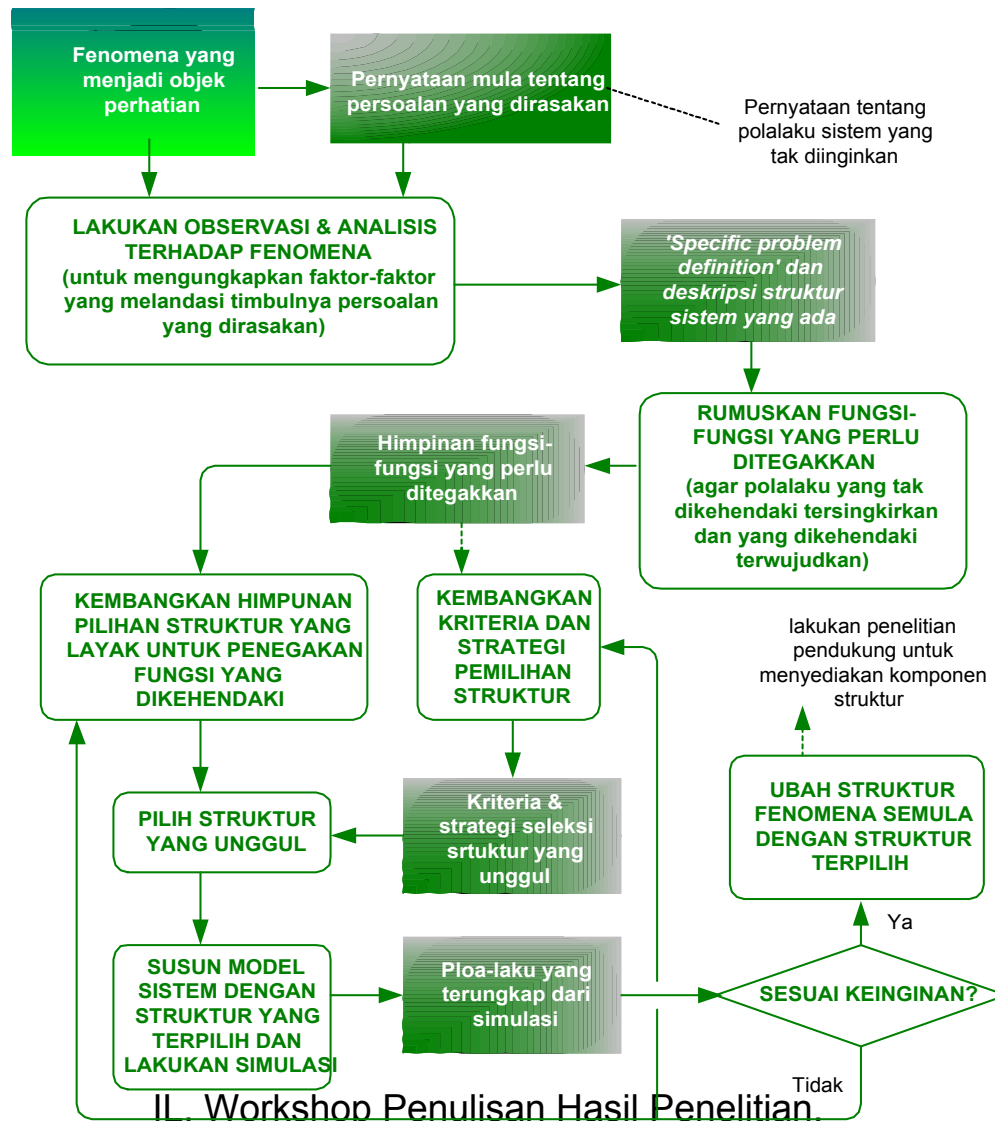 Fenomena yang
menjadi objek
perhatian
Pernyataan mula tentang
persoalan yang dirasakan
Pernyataan tentang
polalaku sistem yang
tak diinginkan
LAKUKAN OBSERVASI & ANALISIS
TERHADAP FENOMENA
(untuk mengungkapkan faktor-faktor
yang melandasi timbulnya persoalan
yang dirasakan)
'Specific problem
definition' dan
deskripsi struktur
sistem yang ada
RUMUSKAN FUNGSI-
FUNGSI YANG PERLU
DITEGAKKAN
(agar polalaku yang tak
dikehendaki tersingkirkan
dan yang dikehendaki
terwujudkan)
Himpinan fungsi-
fungsi yang perlu
ditegakkan
KEMBANGKAN HIMPUNAN
PILIHAN STRUKTUR YANG
LAYAK UNTUK PENEGAKAN
FUNGSI YANG
DIKEHENDAKI
KEMBANGKAN
KRITERIA DAN
STRATEGI
PEMILIHAN
STRUKTUR
lakukan penelitian
pendukung untuk
menyediakan komponen
struktur
PILIH STRUKTUR
YANG UNGGUL
Kriteria &
strategi seleksi
srtuktur yang
unggul
UBAH STRUKTUR
FENOMENA SEMULA
DENGAN STRUKTUR
TERPILIH
Ya
SUSUN MODEL
SISTEM DENGAN
STRUKTUR YANG
TERPILIH DAN
LAKUKAN SIMULASI
Ploa-laku yang
terungkap dari
simulasi
SESUAI KEINGINAN?
Tidak
IL. Workshop Penulisan Hasil Penelitian.